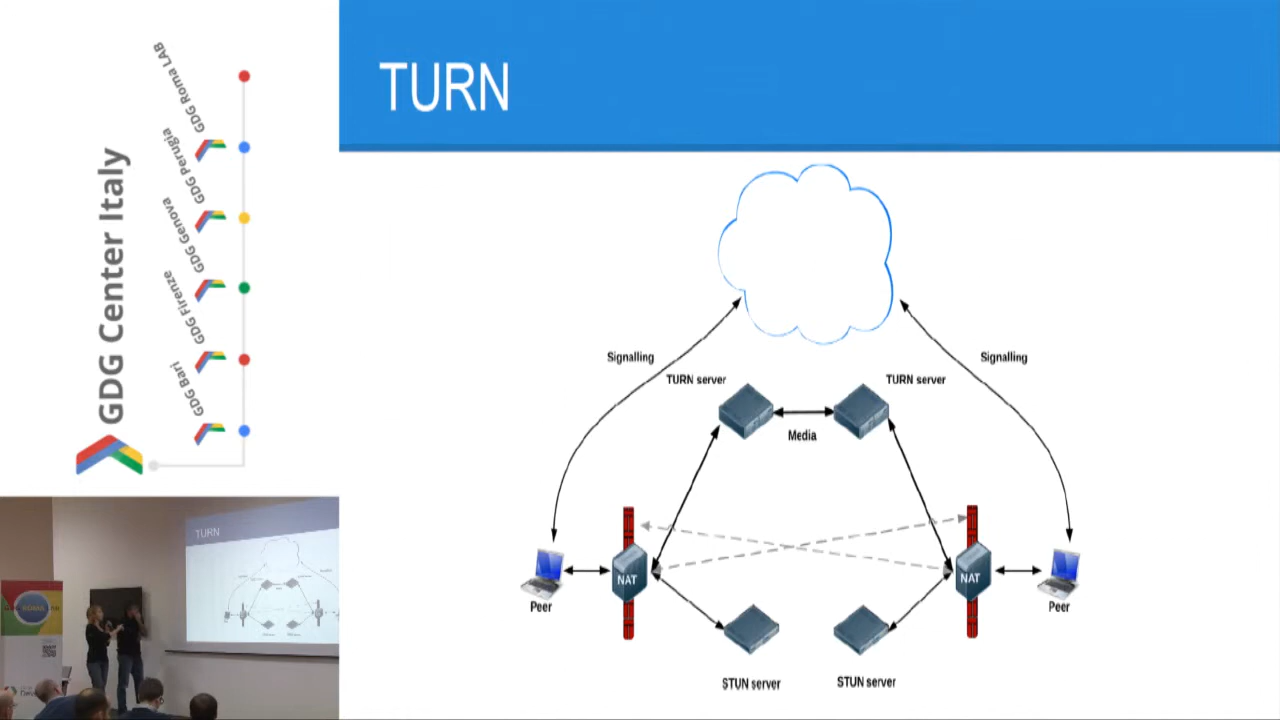 GDG Center Italy
GDG Roma LAB
GDG Perugia
GDG Genova
GDG Firenze
GDG Bari
TURN
Signalling
Signalling
TURN server
TURN server
Media
NAT
NAT
Peer
Peer
STUN server
STUN server
TURN